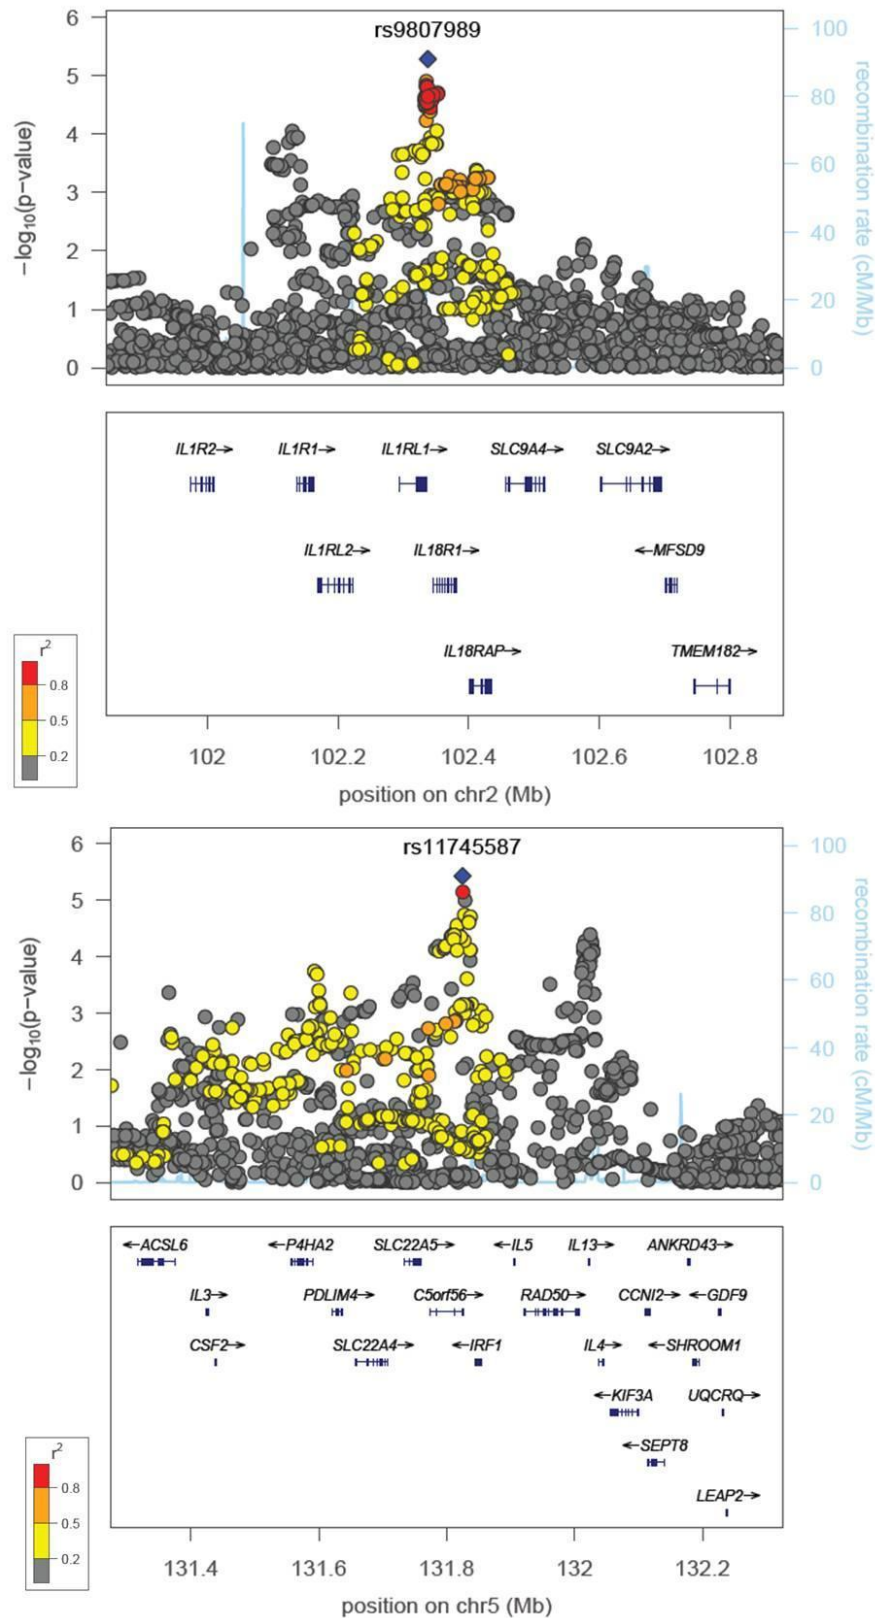 rs9807989
6
5
4
3
2
1
0
−log10(p−value)
100
80
60
40
20
0
recombination rate (cM/Mb)
IL1R2→ IL1R1→ IL1RL1→ SLC9A4→ SLC9A2→
IL1RL2→ IL18R1→ ←MFSD9
IL18RAP→ TMEM182→
r2
0.8
0.5
0.2
102 102.2 102.4 102.6 102.8
position on chr2 (Mb)
rs11745587
6
5
4
3
2
1
0
−log10(p−value)
100
80
60
40
20
0
recombination rate (cM/Mb)
←ACSL6 ←P4HA2 SLC22A5→ ←IL5 IL13→ ANKRD43→
IL3→ PDLIM4→ C5orf56→ RAD50→ CCNI2→ ←GDF9
CSF2→ SLC22A4→ ←IRF1 IL4→ ←SHROOM1
←KIF3A UQCRQ→
←SEPT8
LEAP2→
r2
0.8
0.5
0.2
131.4 131.6 131.8 132 132.2
position on chr5 (Mb)